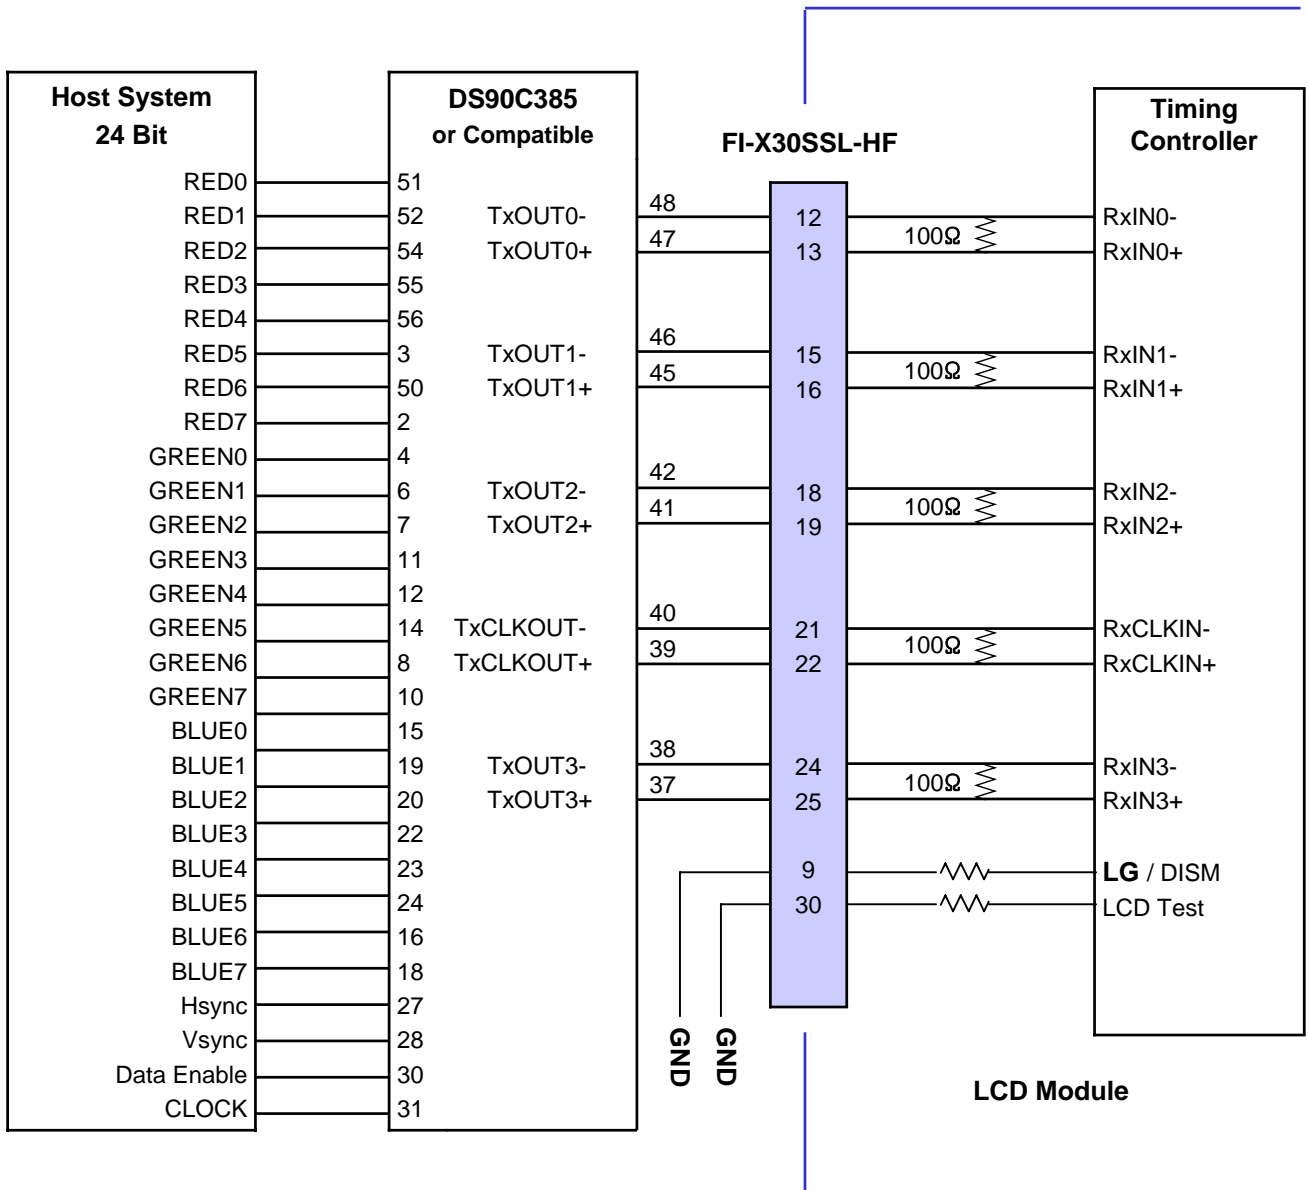 Host System
24 Bit
DS90C385
or Compatible
FI-X30SSL-HF
Timing
Controller
RED0 51
RED1 52 TxOUT0- 48 12 RxIN0-
100Ω
RED2 54 TxOUT0+ 47 13 RxIN0+
RED3 55
RED4 56
RED5 3 TxOUT1- 46 15 RxIN1-
100Ω
RED6 50 TxOUT1+ 45 16 RxIN1+
RED7 2
GREEN0 4
GREEN1 6 TxOUT2- 42 18 RxIN2-
100Ω
GREEN2 7 TxOUT2+ 41 19 RxIN2+
GREEN3 11
GREEN4 12
GREEN5 14 TxCLKOUT- 40 21 RxCLKIN-
100Ω
GREEN6 8 TxCLKOUT+ 39 22 RxCLKIN+
GREEN7 10
BLUE0 15
BLUE1 19 TxOUT3- 38 24 RxIN3-
100Ω
BLUE2 20 TxOUT3+ 37 25 RxIN3+
BLUE3 22
BLUE4 23 9 LG / DISM
BLUE5 24 30 LCD Test
BLUE6 16
BLUE7 18
Hsync 27
Vsync 28
Data Enable 30
CLOCK 31
GND
GND
LCD Module